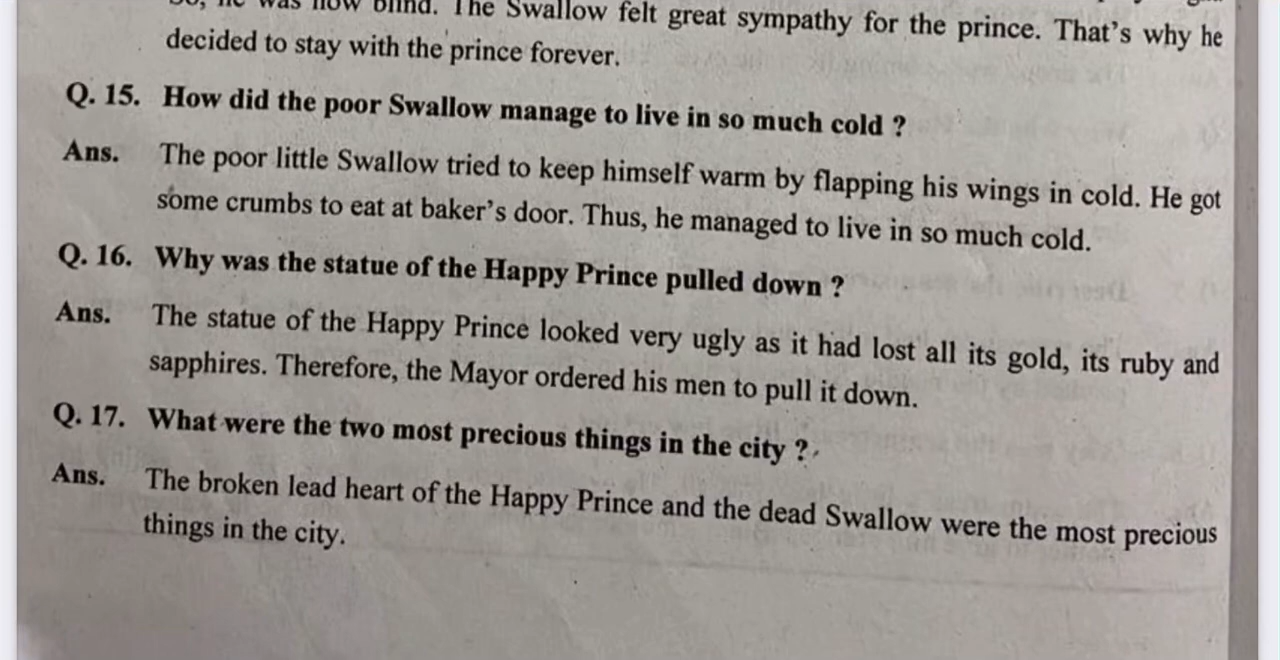 was now blind. The Swallow felt great sympathy for the prince. That's why he
decided to stay with the prince forever.
Q. 15. How did the poor Swallow manage to live in so much cold ?
Ans. The poor little Swallow tried to keep himself warm by flapping his wings in cold. He got
some crumbs to eat at baker's door. Thus, he managed to live in so much cold.
Q. 16. Why was the statue of the Happy Prince pulled down ?
Ans. The statue of the Happy Prince looked very ugly as it had lost all its gold, its ruby and
sapphires. Therefore, the Mayor ordered his men to pull it down.
Q. 17. What were the two most precious things in the city ?
Ans. The broken lead heart of the Happy Prince and the dead Swallow were the most precious
things in the city.